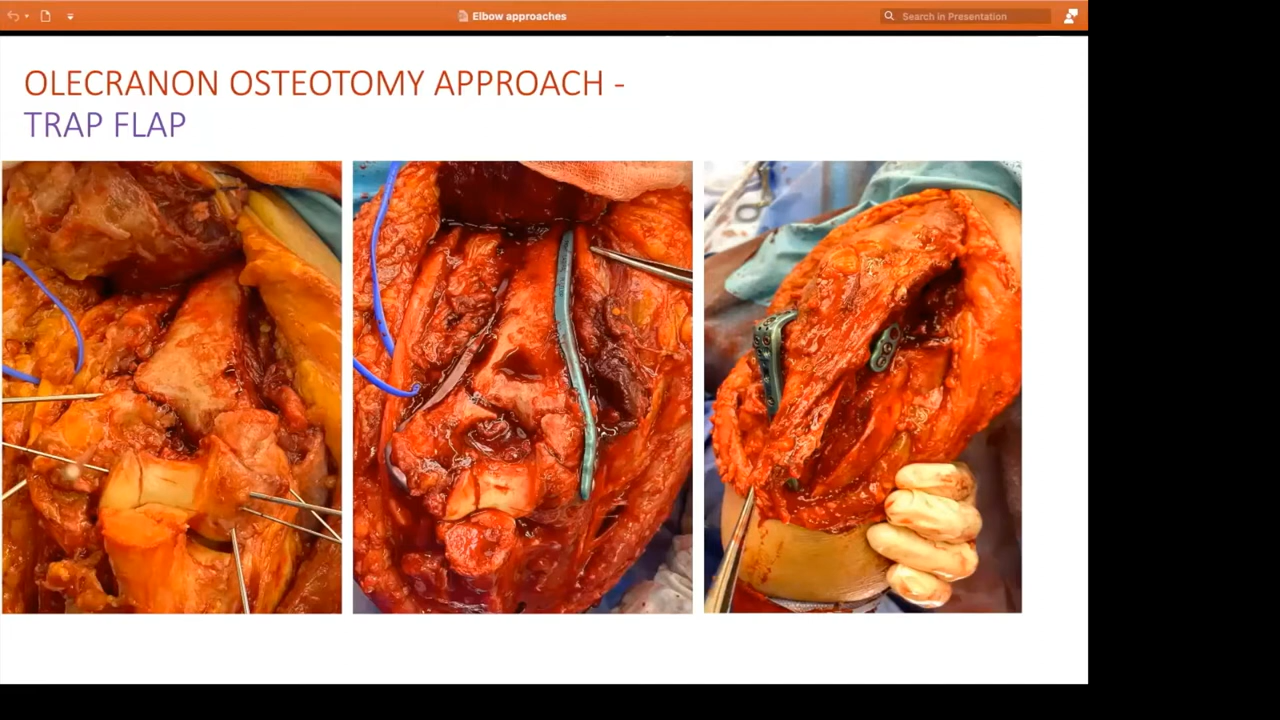 Elbow approaches
Search in Presentation
OLECRANON OSTEOTOMY APPROACH -
TRAP FLAP